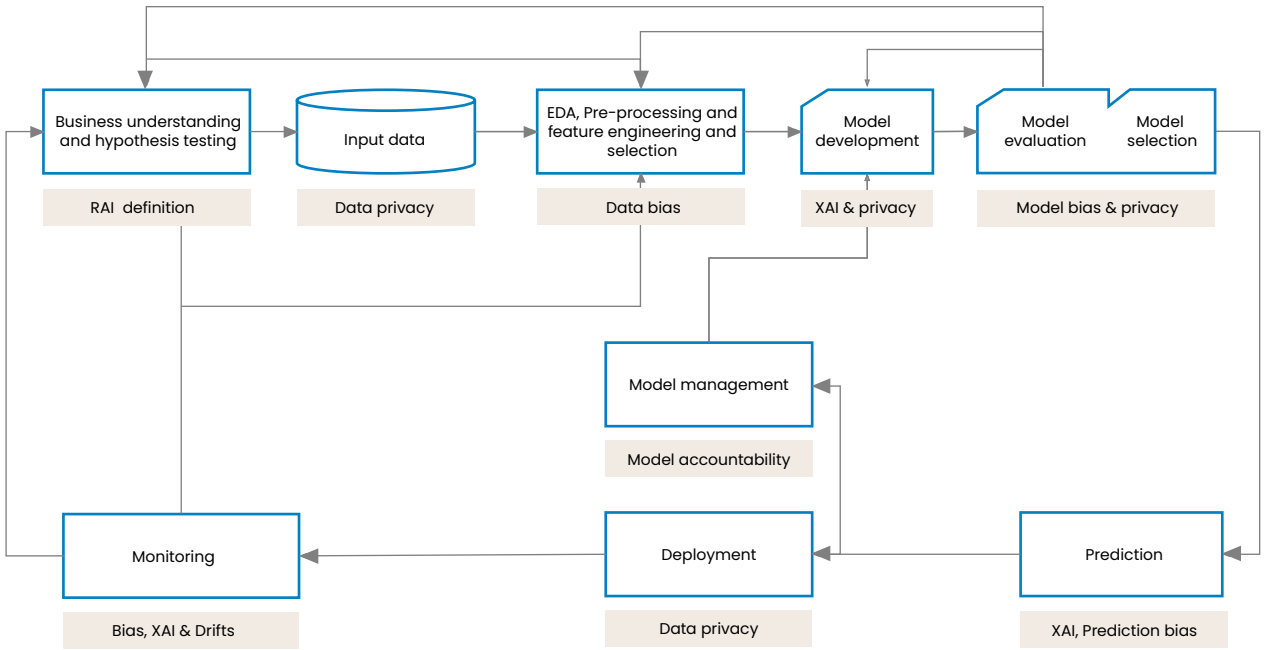 Business understanding
and hypothesis testing
Input data
EDA, Pre-processing and
feature engineering and
selection
Model
development
Model
evaluation
Model
selection
RAI definition
Data privacy
Data bias
XAI & privacy
Model bias & privacy
Model management
Model accountability
Monitoring
Deployment
Prediction
Bias, XAI & Drifts
Data privacy
XAI, Prediction bias